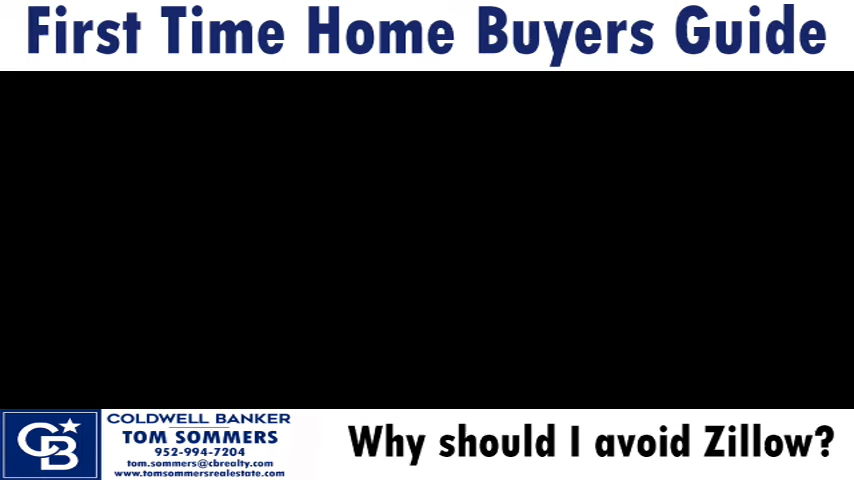 First Time Home Buyers Guide
CB
COLDWELL BANKER
TOM SOMMERS
952-994-7204
tom.sommers@cbrealty.com
www.tomsommersrealestate.com
Why should I avoid Zillow?